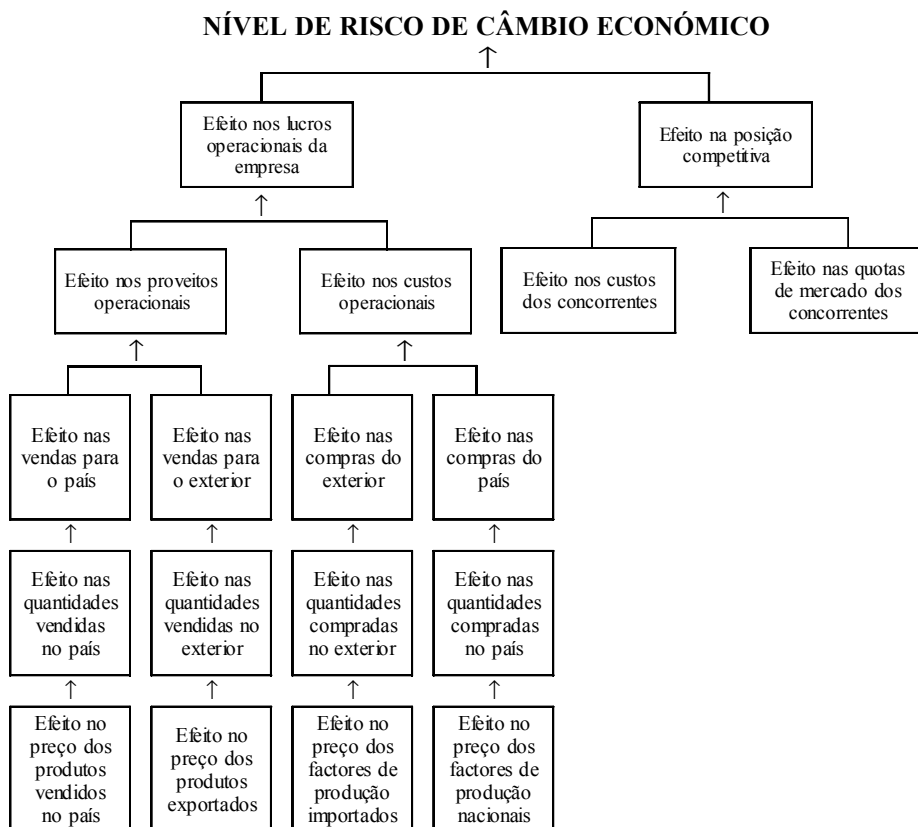 NÍVEL DE RISCO DE CÂMBIO ECONÓMICO
↑
Efeito nos lucros
operacionais da
empresa
Efeito na posição
competitiva
↑
↑
Efeito nos proveitos
operacionais
Efeito nos custos
operacionais
Efeito nos custos
dos concorrentes
Efeito nas quotas
de mercado dos
concorrentes
↑
↑
Efeito nas
vendas para
o país
Efeito nas
vendas para
o exterior
Efeito nas
compras do
exterior
Efeito nas
compras do
país
↑
↑
↑
↑
Efeito nas
quantidades
vendidas
no país
Efeito nas
quantidades
vendidas no
exterior
Efeito nas
quantidades
compradas
no exterior
Efeito nas
quantidades
compradas
no país
↑
↑
↑
↑
Efeito no
preço dos
produtos
vendidos
no país
Efeito no
preço dos
produtos
exportados
Efeito no
preço dos
factores de
produção
importados
Efeito no
preço dos
factores de
produção
nacionais